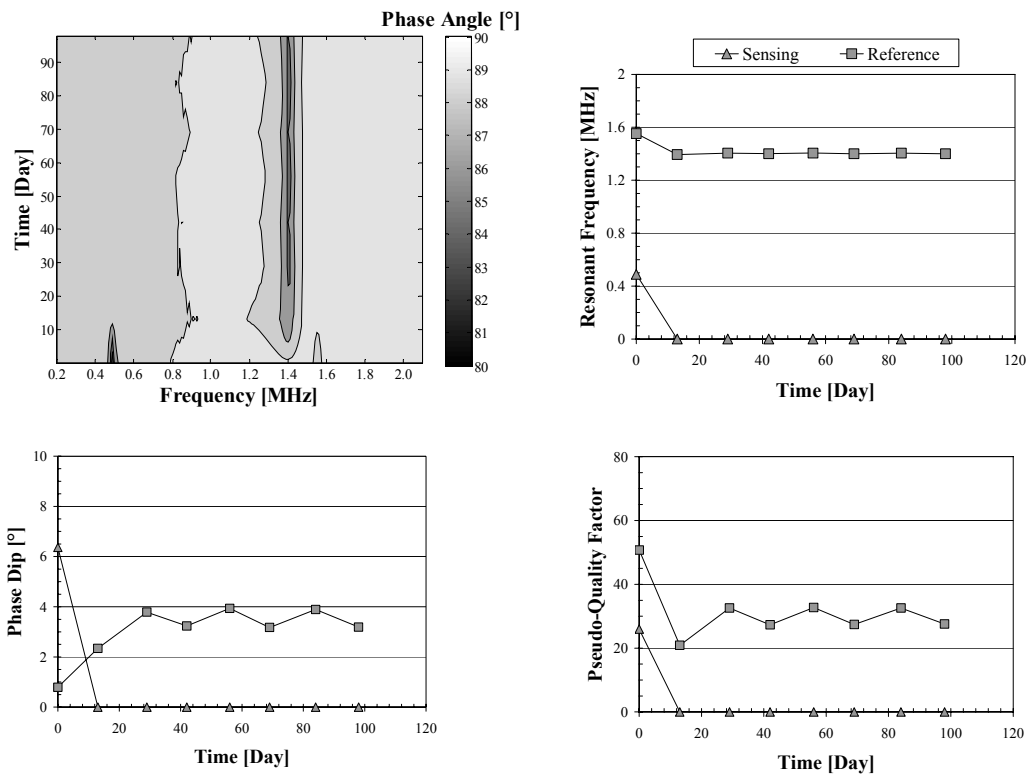 Phase Angle [°]
90
80
70
60
50
40
30
20
10
Time [Day]
0.2 0.4 0.6 0.8 1.0 1.2 1.4 1.6 1.8 2.0
Frequency [MHz]
90
89
88
87
86
85
84
83
82
81
80
Sensing Reference
2
1.6
1.2
0.8
0.4
0
Resonant Frequency [MHz]
0 20 40 60 80 100 120
Time [Day]
10
8
6
4
2
0
Phase Dip [°]
0 20 40 60 80 100 120
Time [Day]
80
60
40
20
0
Pseudo-Quality Factor
0 20 40 60 80 100 120
Time [Day]